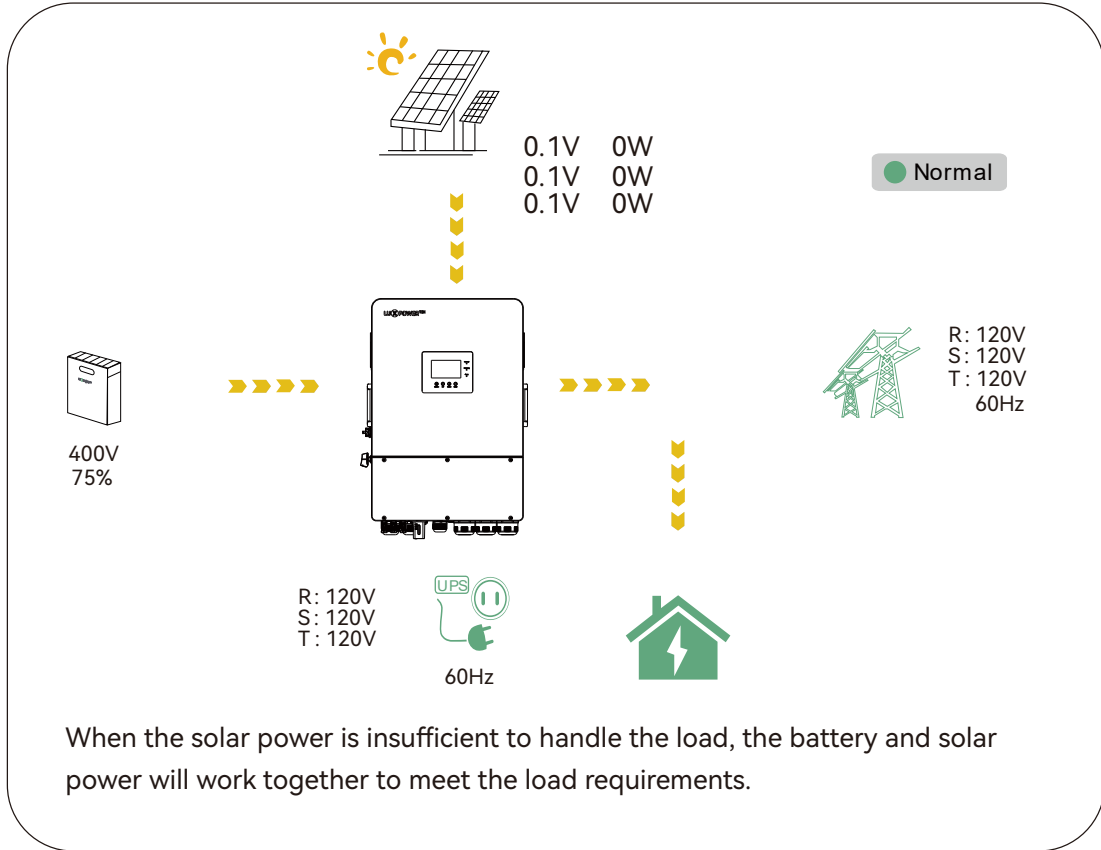 0.1V 0W
0.1V 0W
0.1V 0W
Normal
LUXPOWER
R: 120V
S: 120V
T: 120V
60Hz
400V
75%
R: 120V
S: 120V
T: 120V
UPS
60Hz
When the solar power is insufficient to handle the load, the battery and solar
power will work together to meet the load requirements.